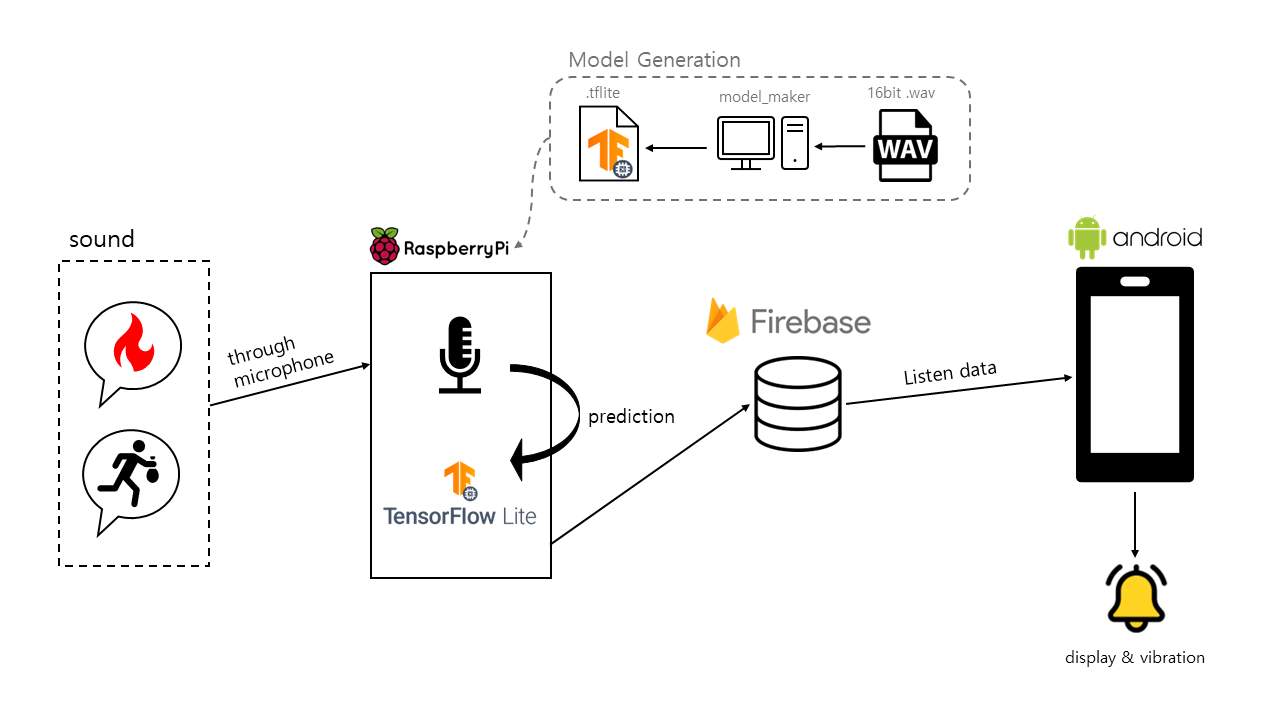 Model Generation
.tflite
model_maker
16bit .wav
WAV
sound
RaspberryPi
android
through
microphone
Firebase
Listen data
prediction
TensorFlow Lite
display & vibration